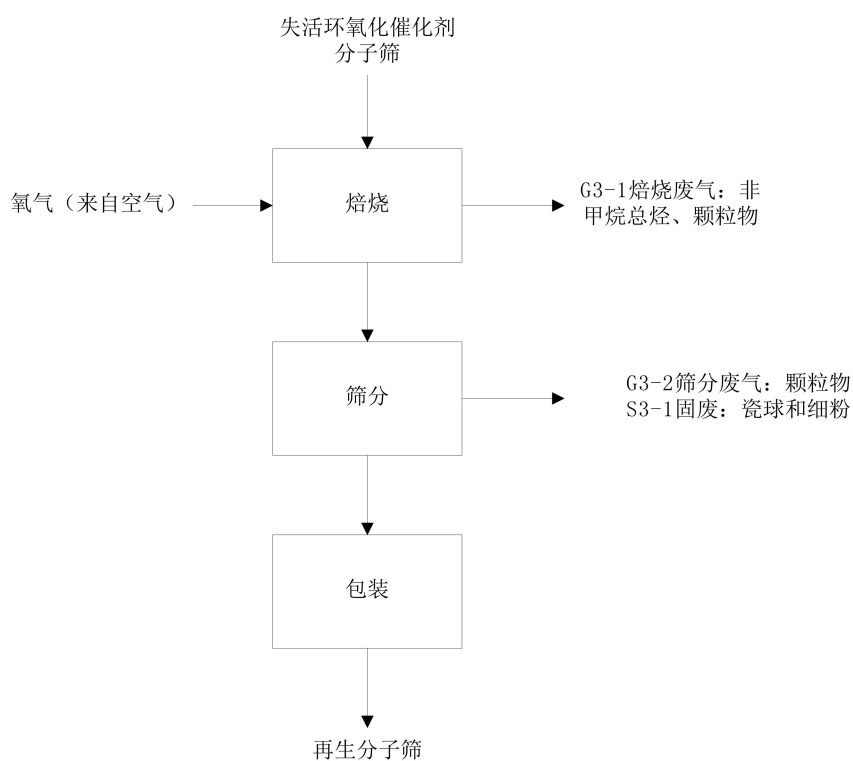 失活环氧化催化剂
分子筛
氧气（来自空气）
焙烧
G3-1焙烧废气：非
甲烷总烃、颗粒物
筛分
G3-2筛分废气：颗粒物
S3-1固废：瓷球和细粉
包装
再生分子筛